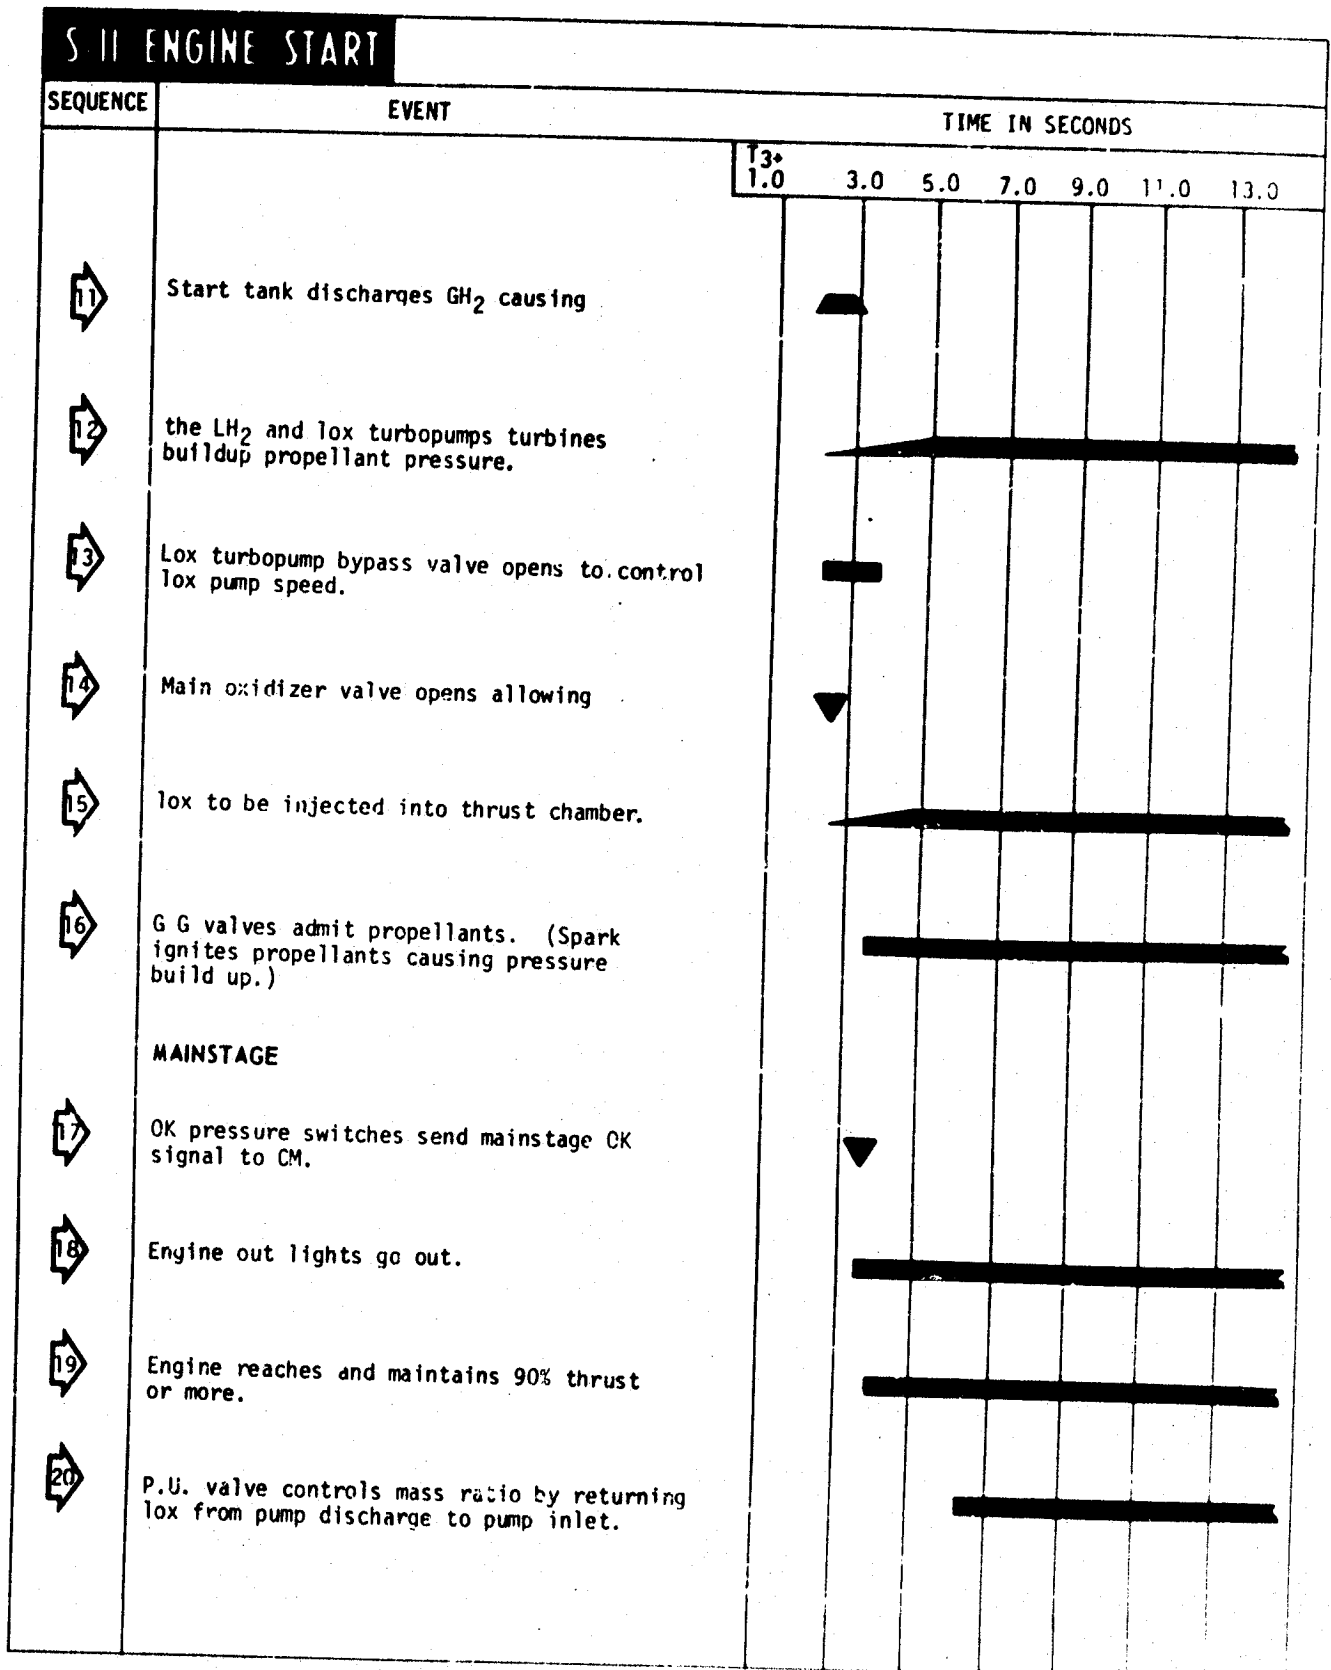 S II ENGINE START
SEQUENCE EVENT TIME IN SECONDS
T3+
1.0 3.0 5.0 7.0 9.0 11.0 13.0
11 Start tank discharges GH2 causing
12 the LH2 and lox turbopumps turbines
buildup propellant pressure.
13 Lox turbopump bypass valve opens to control
lox pump speed.
14 Main oxidizer valve opens allowing
15 lox to be injected into thrust chamber.
16 G G valves admit propellants. (Spark
ignites propellants causing pressure
build up.)
MAINSTAGE
17 OK pressure switches send mainstage OK
signal to CM.
18 Engine out lights go out.
19 Engine reaches and maintains 90% thrust
or more.
20 P.U. valve controls mass ratio by returning
lox from pump discharge to pump inlet.